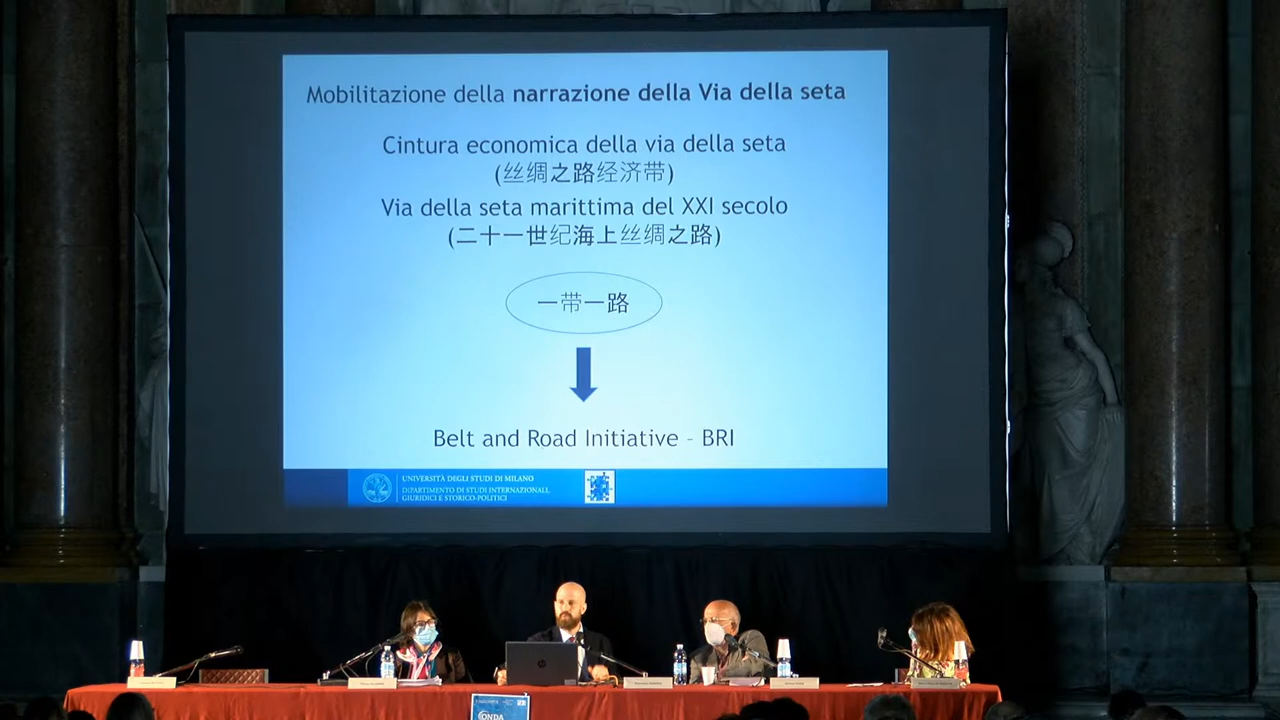 Mobilitazione della narrazione della Via della seta
Cintura economica della via della seta
(丝绸之路经济带)
Via della seta marittima del XXI secolo
(二十一世纪海上丝绸之路)
一带一路
Belt and Road Initiative - BRI
UNIVERSITÀ DEGLI STUDI DI MILANO
DIPARTIMENTO DI STUDI INTERNAZIONALI,
GIURIDICI E STORICO-POLITICI
hp
ONDA